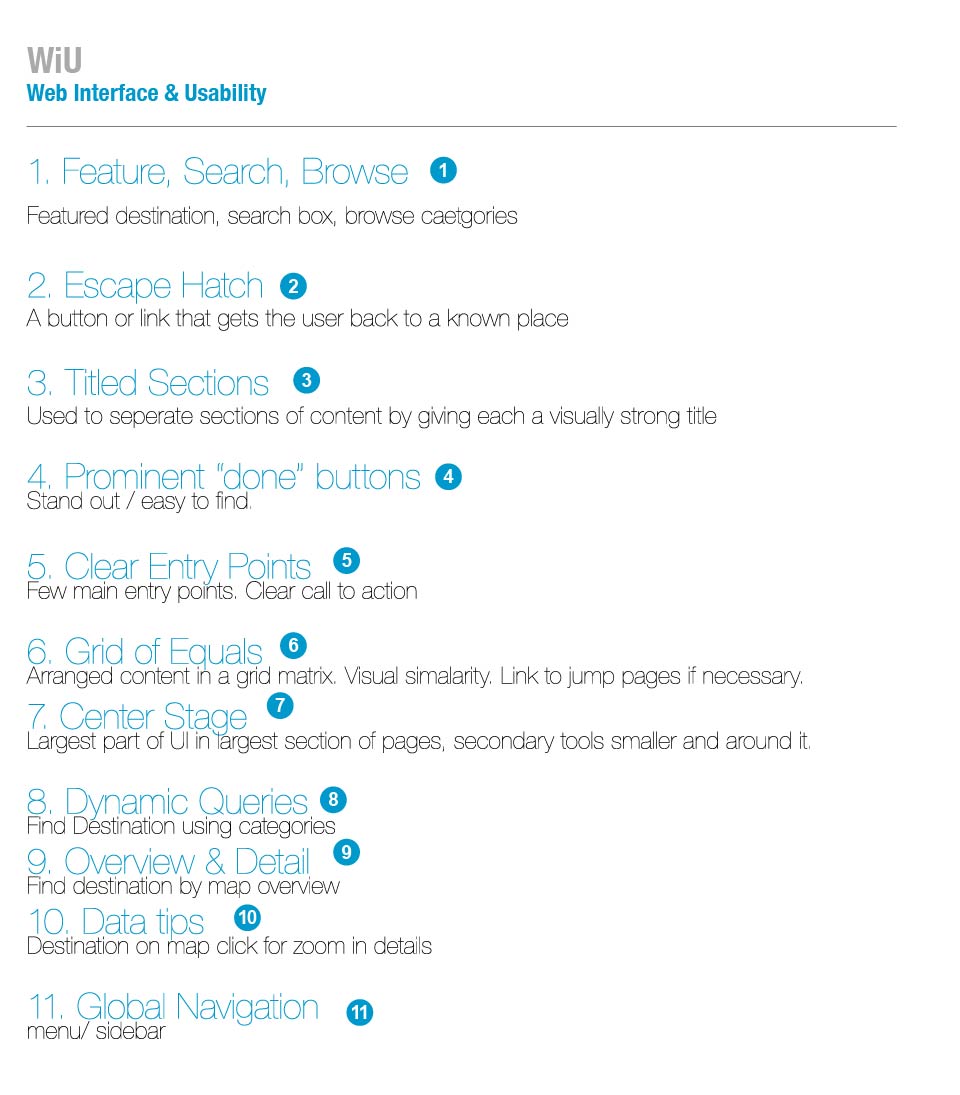 WiU
Web Interface & Usability
1. Feature, Search, Browse 1
Featured destination, search box, browse caetgories
2. Escape Hatch 2
A button or link that gets the user back to a known place
3. Titled Sections 3
Used to seperate sections of content by giving each a visually strong title
4. Prominent "done" buttons 4
Stand out / easy to find.
5. Clear Entry Points 5
Few main entry points. Clear call to action
6. Grid of Equals 6
Arranged content in a grid matrix. Visual simalarity. Link to jump pages if necessary.
7. Center Stage 7
Largest part of UI in largest section of pages, secondary tools smaller and around it.
8. Dynamic Queries 8
Find Destination using categories
9. Overview & Detail 9
Find destination by map overview
10. Data tips 10
Destination on map click for zoom in details
11. Global Navigation 11
menu/ sidebar